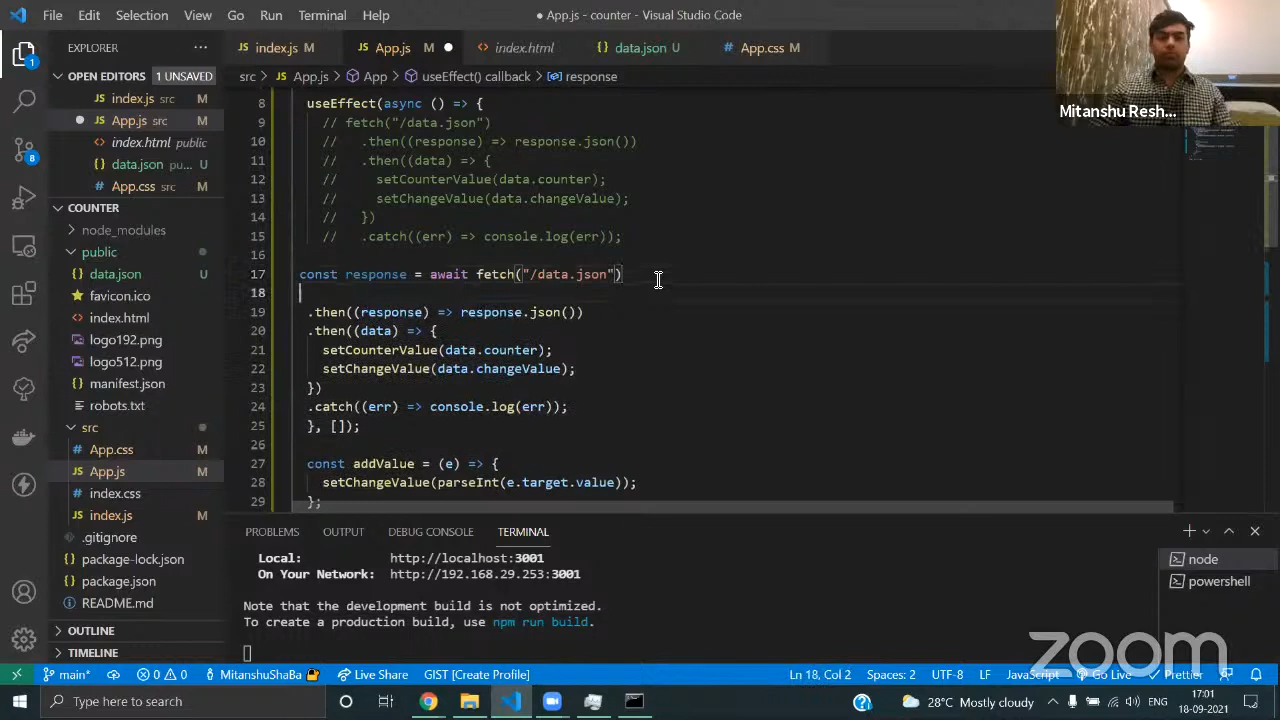 File Edit Selection View Go Run Terminal Help
● App.js - counter - Visual Studio Code
EXPLORER ···
OPEN EDITORS 1 UNSAVED
JS index.js src M
● JS App.js src M
<> index.html public
{} data.json pu... U
# App.css src M
COUNTER
> node_modules
public
{} data.json U
favicon.ico
<> index.html
logo192.png
logo512.png
{} manifest.json
robots.txt
src
# App.css M
JS App.js M
# index.css
JS index.js M
.gitignore
{} package-lock.json
{} package.json
README.md
> OUTLINE
> TIMELINE
1
8
JS index.js M
JS App.js M ●
<> index.html
{} data.json U
# App.css M
src > JS App.js > App > useEffect() callback > response
8 useEffect(async () => {
9 // fetch("/data.json")
10 // .then((response) => response.json())
11 // .then((data) => {
12 // setCounterValue(data.counter);
13 // setChangeValue(data.changeValue);
14 // })
15 // .catch((err) => console.log(err));
16
17 const response = await fetch("/data.json")
18
19 .then((response) => response.json())
20 .then((data) => {
21 setCounterValue(data.counter);
22 setChangeValue(data.changeValue);
23 })
24 .catch((err) => console.log(err));
25 }, []);
26
27 const addValue = (e) => {
28 setChangeValue(parseInt(e.target.value));
29 };
Mitanshu Resh...
PROBLEMS OUTPUT DEBUG CONSOLE TERMINAL
Local: http://localhost:3001
On Your Network: http://192.168.29.253:3001
Note that the development build is not optimized.
To create a production build, use npm run build.
node
powershell
zoom
main* 0 0 MitanshuShaBa Live Share GIST [Create Profile] Ln 18, Col 2 Spaces: 2 UTF-8 LF JavaScript Go Live Prettier
Type here to search
28°C Mostly cloudy ENG
17:01
18-09-2021